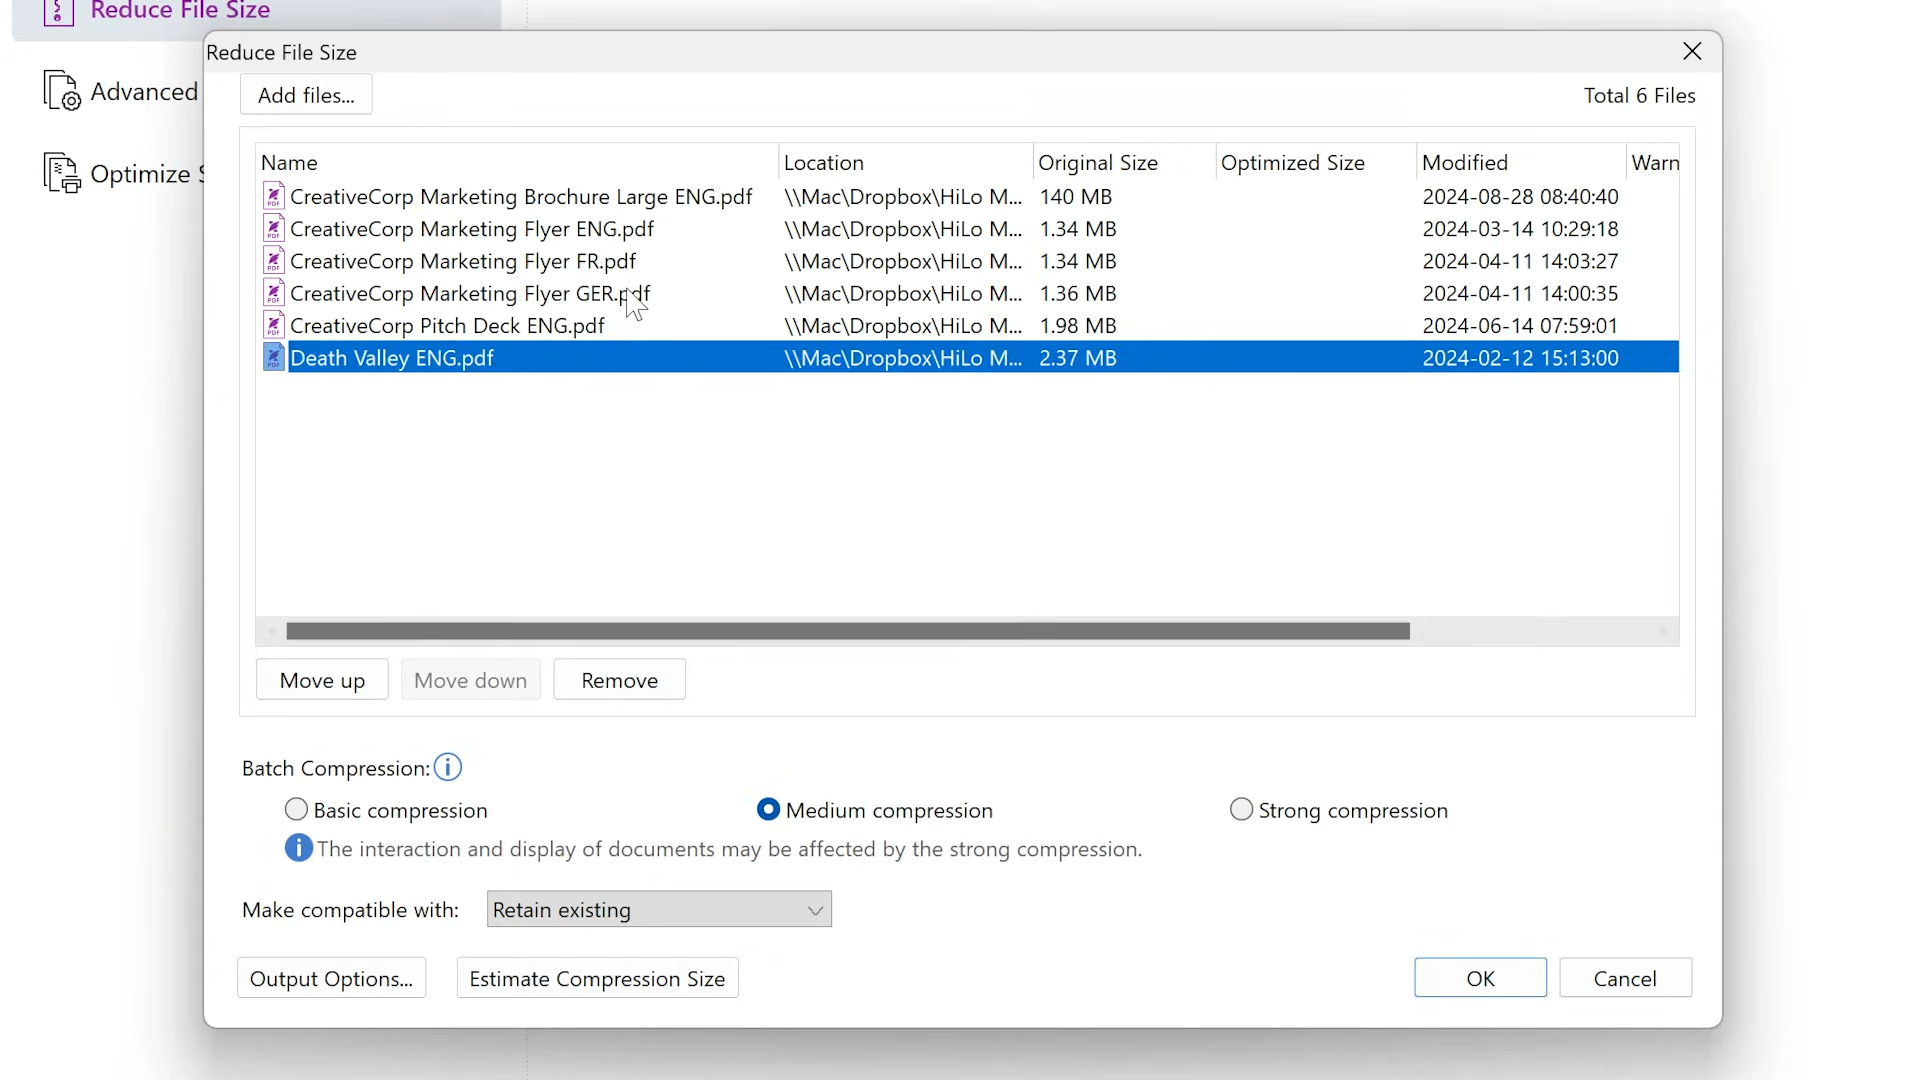 Reduce File Size
Reduce File Size
Advanced
Optimize
Add files...
Total 6 Files
Name Location Original Size Optimized Size Modified Warn
CreativeCorp Marketing Brochure Large ENG.pdf \\Mac\Dropbox\HiLo M... 140 MB 2024-08-28 08:40:40
CreativeCorp Marketing Flyer ENG.pdf \\Mac\Dropbox\HiLo M... 1.34 MB 2024-03-14 10:29:18
CreativeCorp Marketing Flyer FR.pdf \\Mac\Dropbox\HiLo M... 1.34 MB 2024-04-11 14:03:27
CreativeCorp Marketing Flyer GER.pdf \\Mac\Dropbox\HiLo M... 1.36 MB 2024-04-11 14:00:35
CreativeCorp Pitch Deck ENG.pdf \\Mac\Dropbox\HiLo M... 1.98 MB 2024-06-14 07:59:01
Death Valley ENG.pdf \\Mac\Dropbox\HiLo M... 2.37 MB 2024-02-12 15:13:00
Move up Move down Remove
Batch Compression:
Basic compression Medium compression Strong compression
The interaction and display of documents may be affected by the strong compression.
Make compatible with: Retain existing
Output Options... Estimate Compression Size OK Cancel